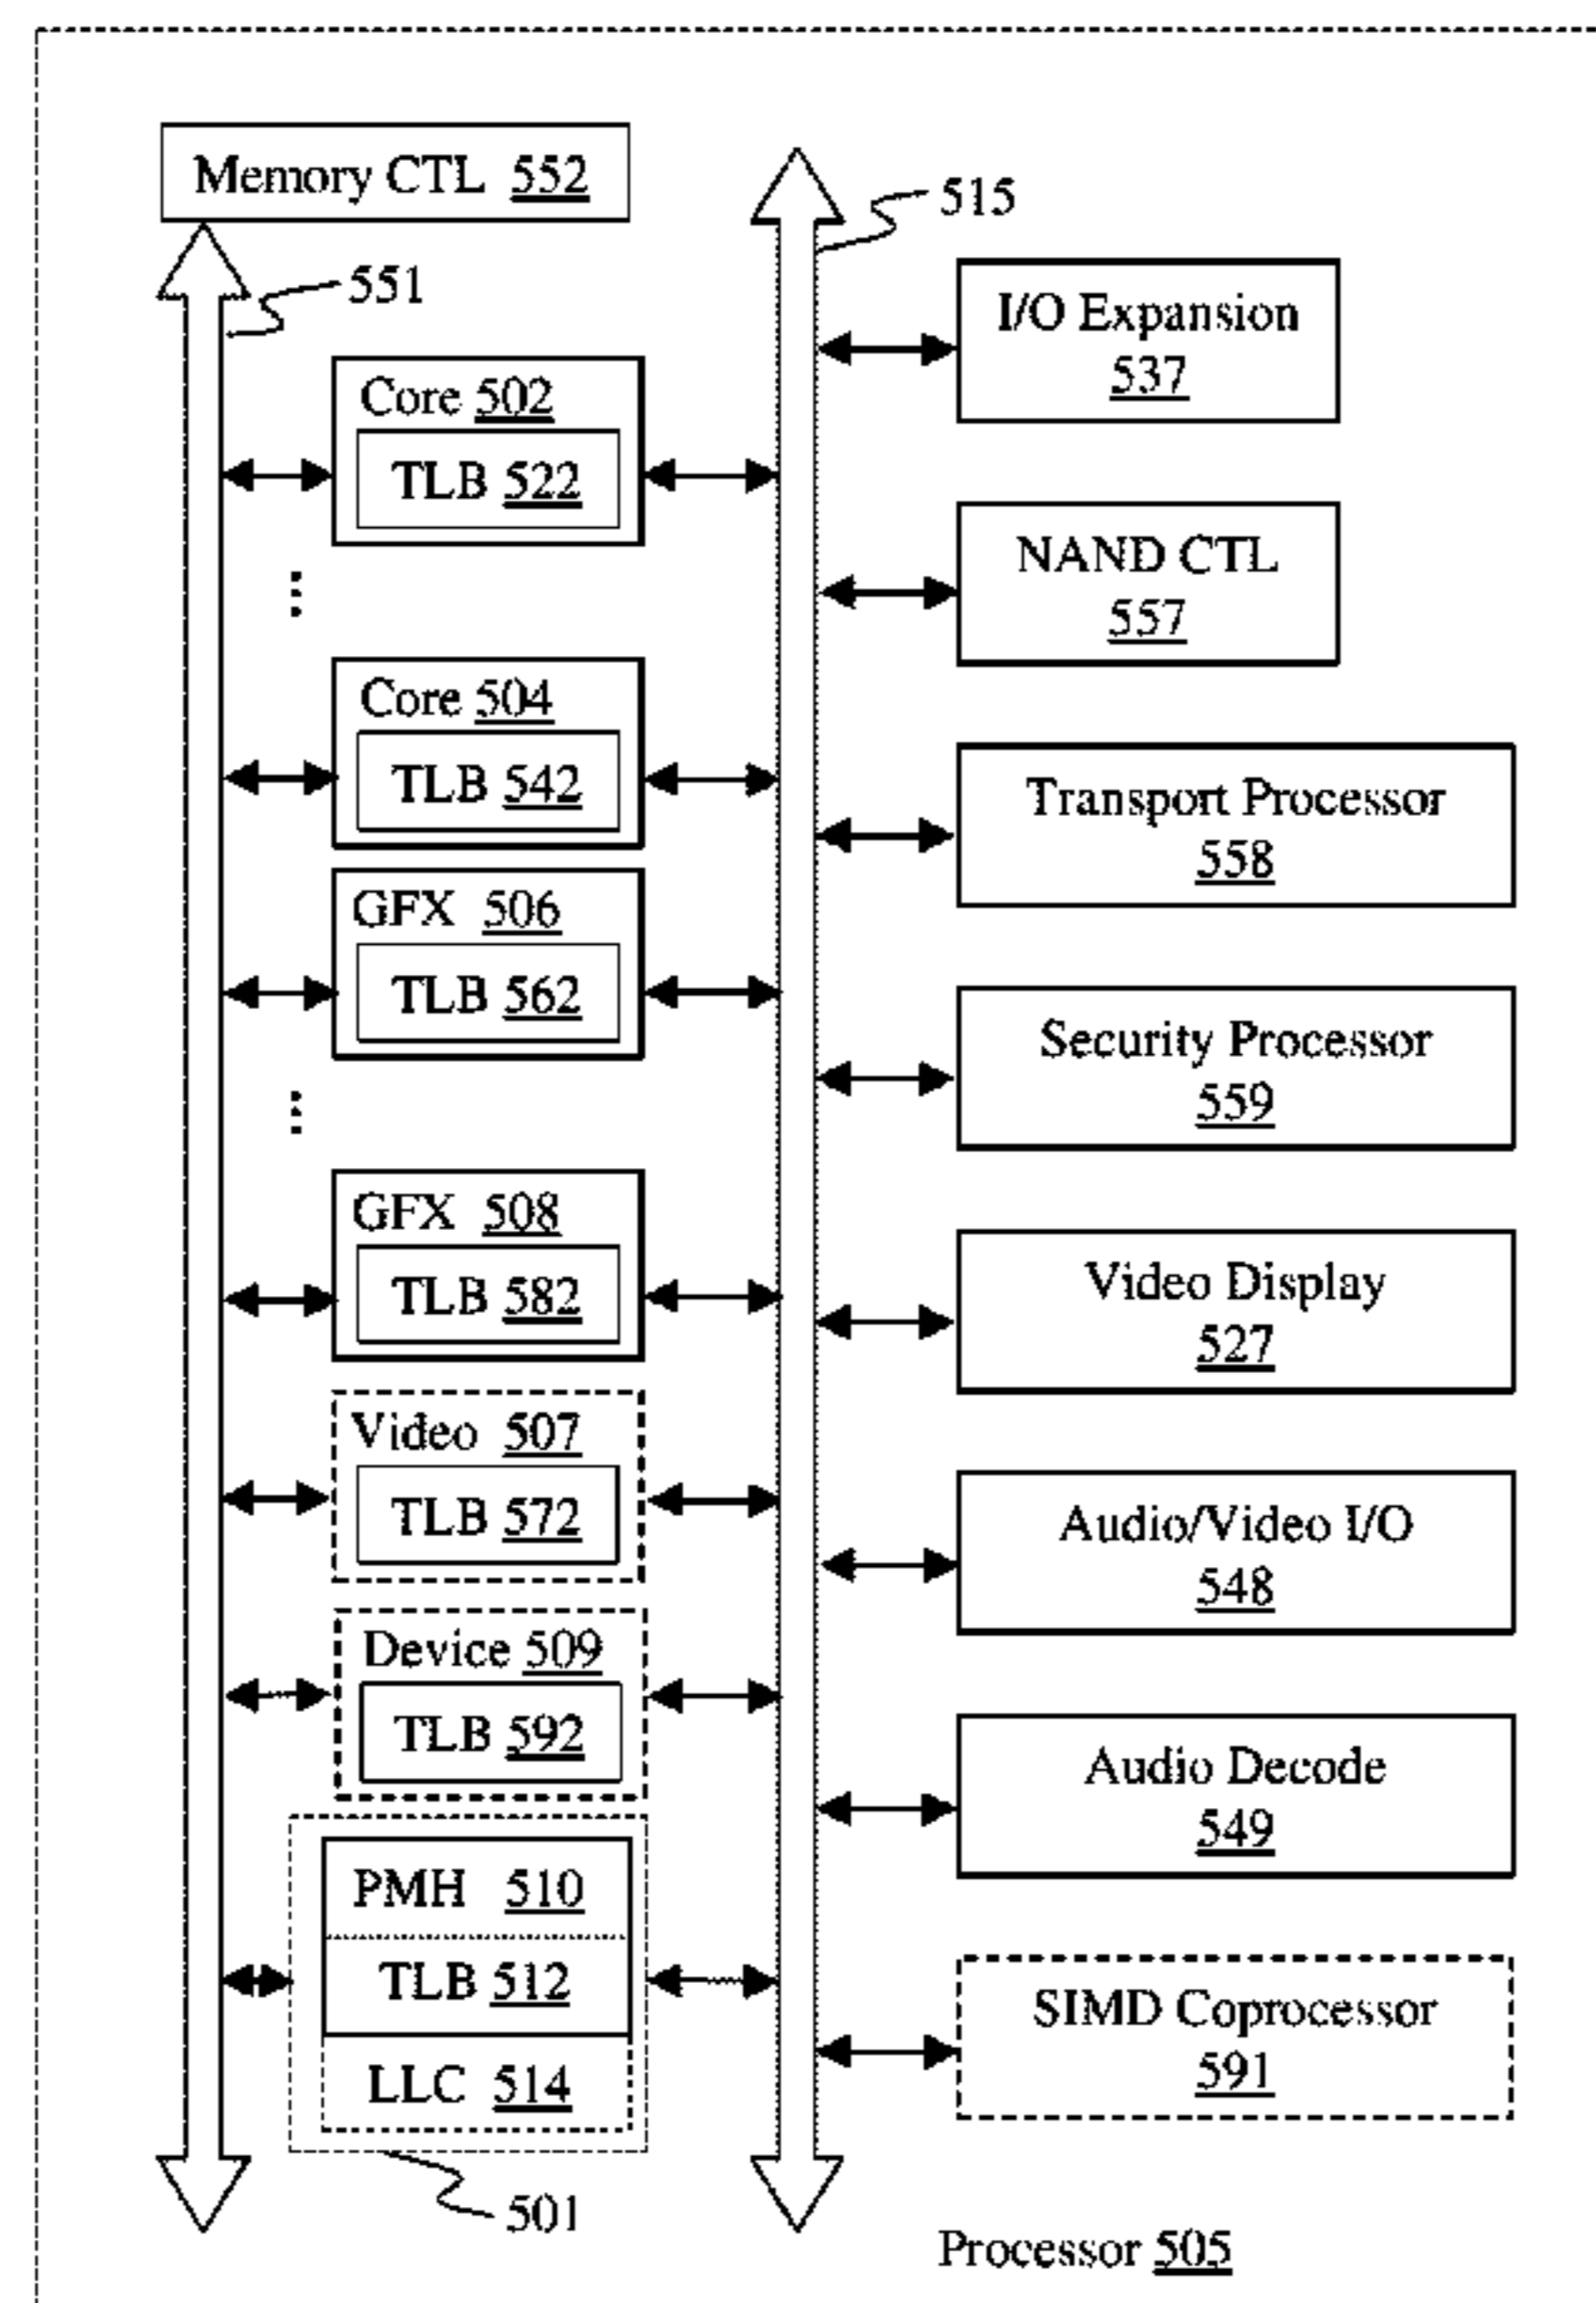 Memory CTL 552
551
Core 502
TLB 522
⋮
Core 504
TLB 542
GFX 506
TLB 562
⋮
GFX 508
TLB 582
Video 507
TLB 572
Device 509
TLB 592
PMH 510
TLB 512
LLC 514
501
515
I/O Expansion
537
NAND CTL
557
Transport Processor
558
Security Processor
559
Video Display
527
Audio/Video I/O
548
Audio Decode
549
SIMD Coprocessor
591
Processor 505